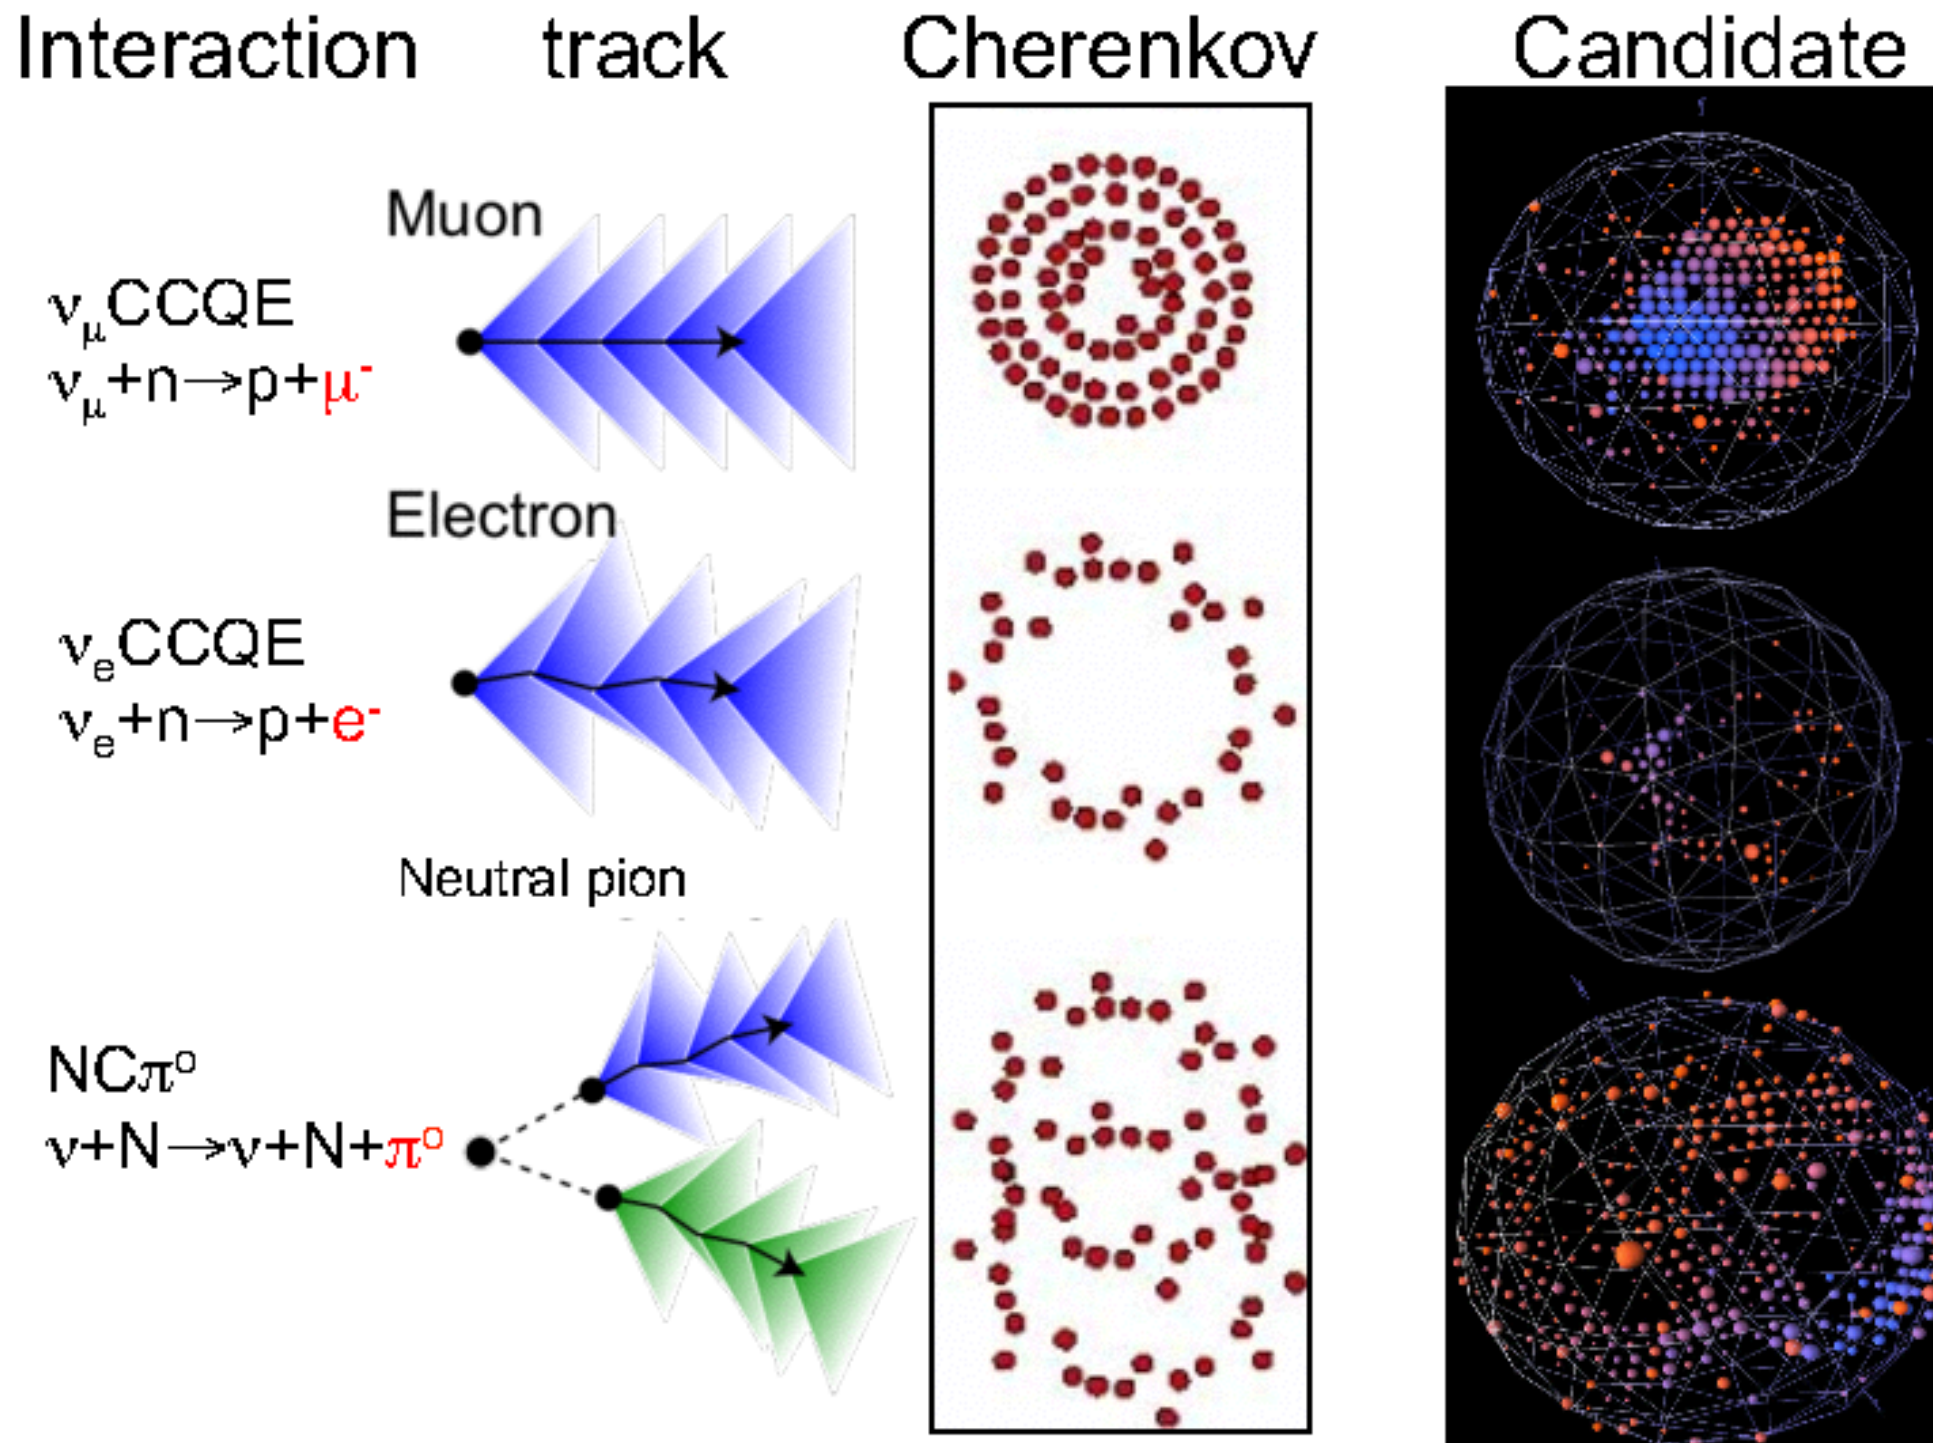 Interaction track Cherenkov Candidate
Muon
νμCCQE
νμ+n→p+μ-
Electron
νeCCQE
νe+n→p+e-
Neutral pion
NCπo
ν+N→ν+N+πo